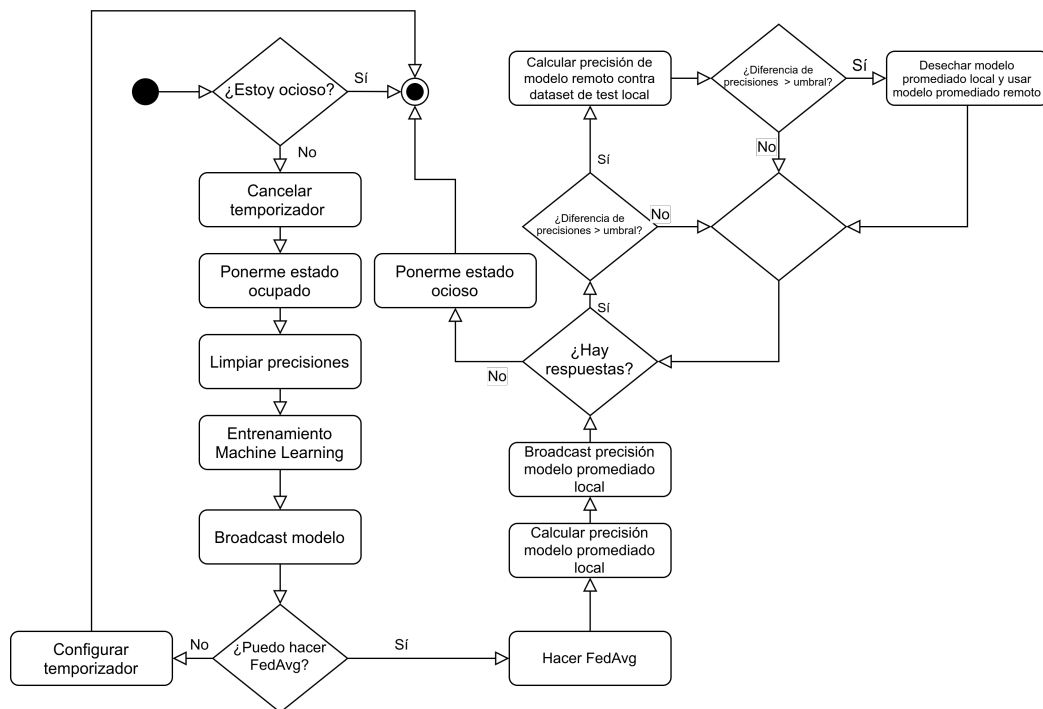 ¿Estoy ocioso?
Sí
No
Cancelar
temporizador
Ponerme estado
ocupado
Limpiar precisiones
Entrenamiento
Machine Learning
Broadcast modelo
¿Puedo hacer
FedAvg?
No
Configurar
temporizador
Sí
Hacer FedAvg
Calcular precisión
modelo promediado
local
Broadcast precisión
modelo promediado
local
¿Hay
respuestas?
No
Ponerme estado
ocioso
Sí
¿Diferencia de
precisiones > umbral?
No
Sí
Calcular precisión de
modelo remoto contra
dataset de test local
¿Diferencia de
precisiones > umbral?
No
Sí
Desechar modelo
promediado local y usar
modelo promediado remoto